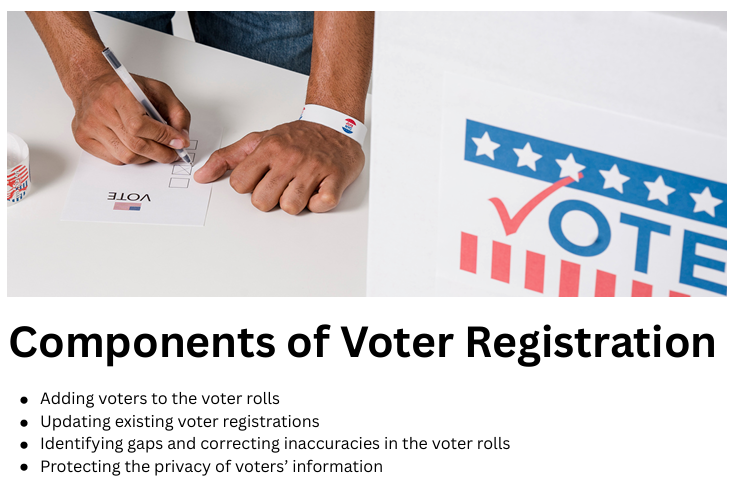 VOTE
VOTE
Components of Voter Registration
Adding voters to the voter rolls
Updating existing voter registrations
Identifying gaps and correcting inaccuracies in the voter rolls
Protecting the privacy of voters’ information